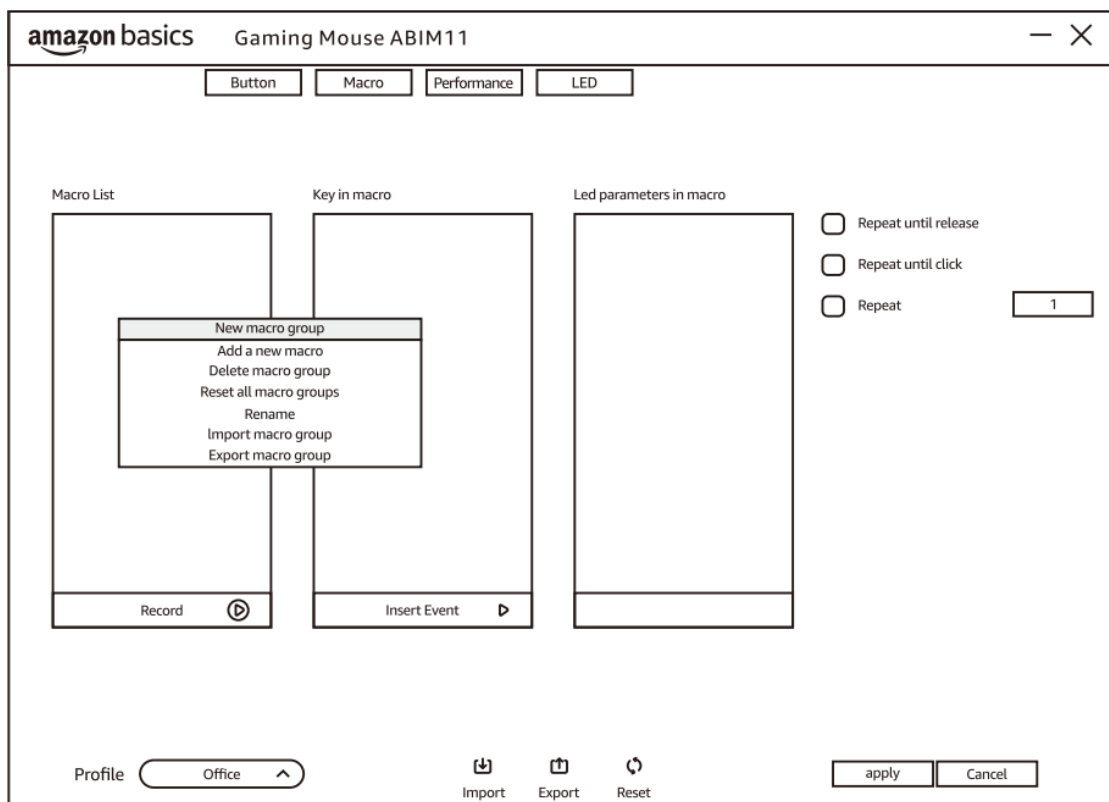 amazon basics Gaming Mouse ABIM11
Button Macro Performance LED
Macro List Key in macro Led parameters in macro
Repeat until release
Repeat until click
Repeat 1
New macro group
Add a new macro
Delete macro group
Reset all macro groups
Rename
Import macro group
Export macro group
Record Insert Event
Profile Office Import Export Reset apply Cancel